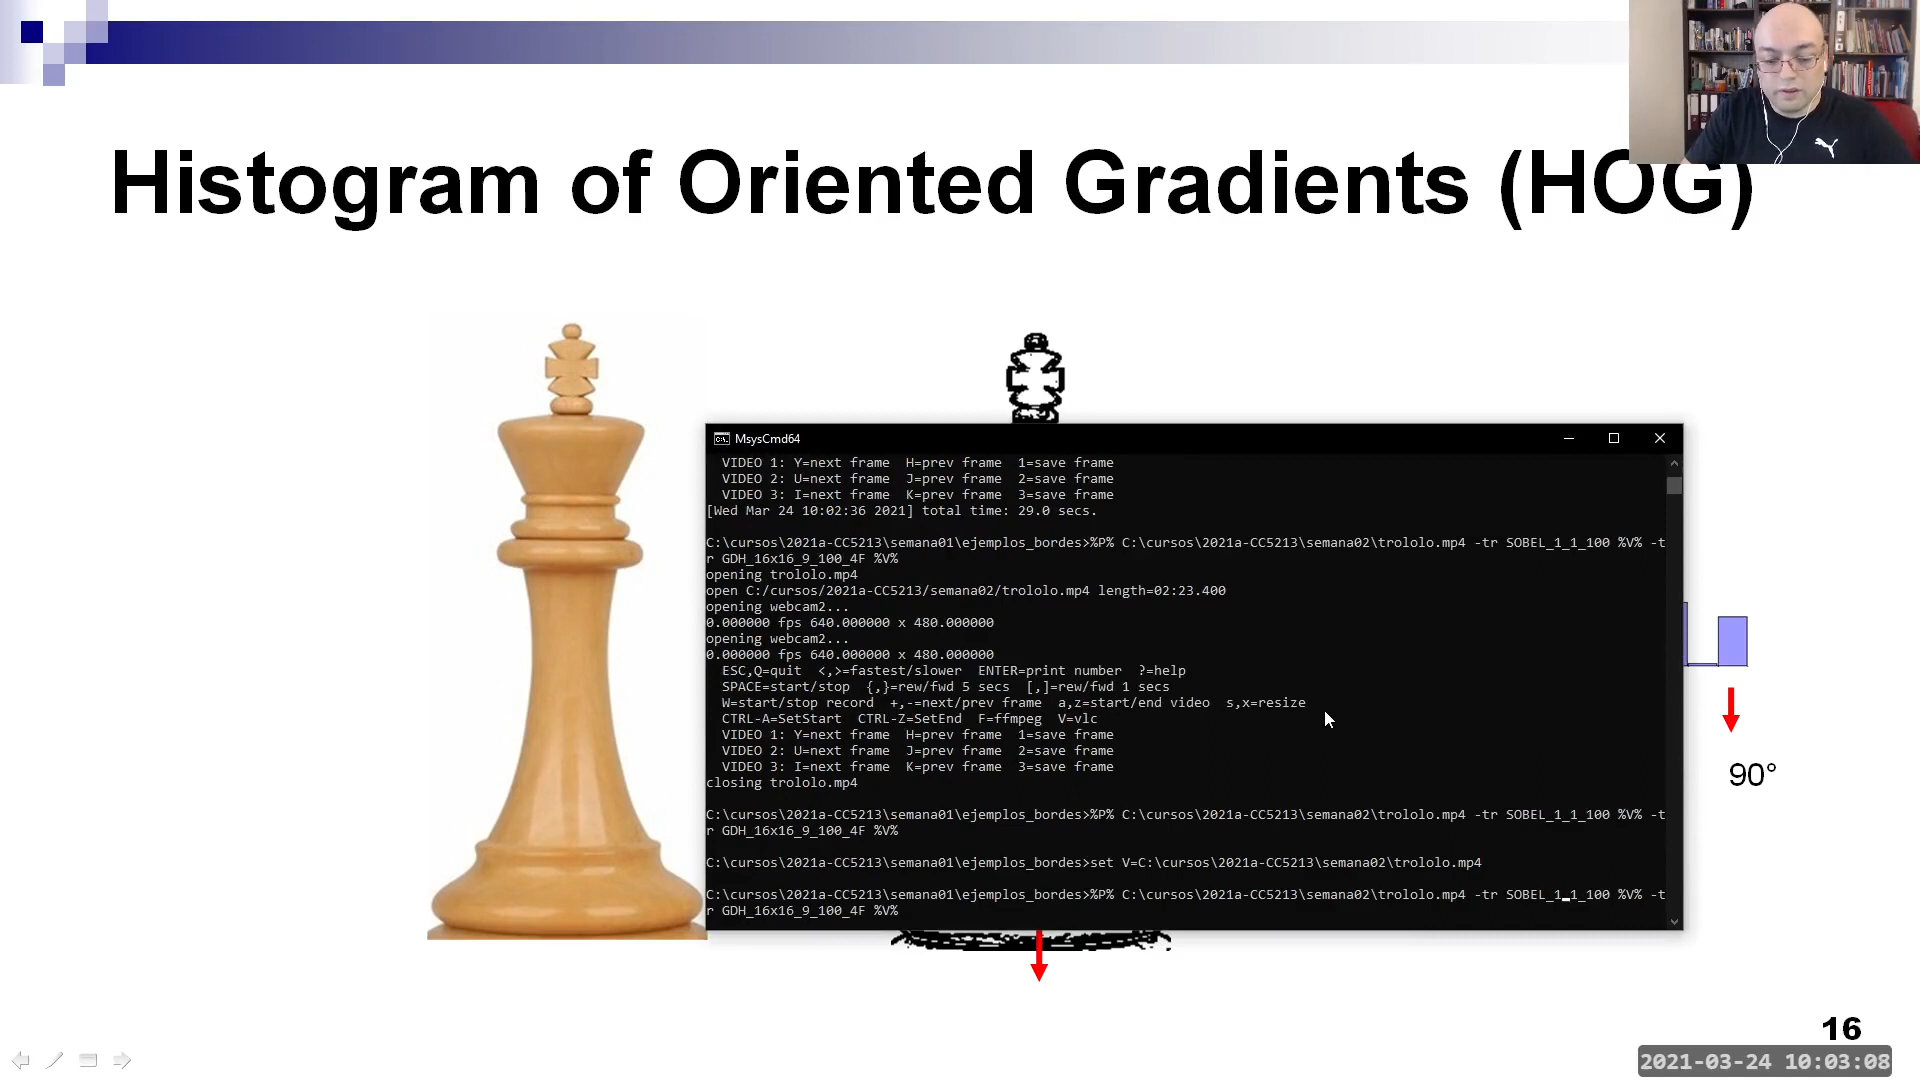 Histogram of Oriented Gradients (HOG)
MsysCmd64
VIDEO 1: Y=next frame  H=prev frame  1=save frame
VIDEO 2: U=next frame  J=prev frame  2=save frame
VIDEO 3: I=next frame  K=prev frame  3=save frame
[Wed Mar 24 10:02:36 2021] total time: 29.0 secs.
C:\cursos\2021a-CC5213\semana01\ejemplos_bordes>%P% C:\cursos\2021a-CC5213\semana02\trololo.mp4 -tr SOBEL_1_1_100 %V% -t
r GDH_16x16_9_100_4F %V%
opening trololo.mp4
open C:/cursos/2021a-CC5213/semana02/trololo.mp4 length=02:23.400
opening webcam2...
0.000000 fps 640.000000 x 480.000000
opening webcam2...
0.000000 fps 640.000000 x 480.000000
ESC,Q=quit  <,>=fastest/slower  ENTER=print number  ?=help
SPACE=start/stop  {,}=rew/fwd 5 secs  [,]=rew/fwd 1 secs
W=start/stop record  +,-=next/prev frame  a,z=start/end video  s,x=resize
CTRL-A=SetStart  CTRL-Z=SetEnd  F=ffmpeg  V=vlc
VIDEO 1: Y=next frame  H=prev frame  1=save frame
VIDEO 2: U=next frame  J=prev frame  2=save frame
VIDEO 3: I=next frame  K=prev frame  3=save frame
closing trololo.mp4
C:\cursos\2021a-CC5213\semana01\ejemplos_bordes>%P% C:\cursos\2021a-CC5213\semana02\trololo.mp4 -tr SOBEL_1_1_100 %V% -t
r GDH_16x16_9_100_4F %V%
C:\cursos\2021a-CC5213\semana01\ejemplos_bordes>set V=C:\cursos\2021a-CC5213\semana02\trololo.mp4
C:\cursos\2021a-CC5213\semana01\ejemplos_bordes>%P% C:\cursos\2021a-CC5213\semana02\trololo.mp4 -tr SOBEL_1_1_100 %V% -t
r GDH_16x16_9_100_4F %V%
90°
16
2021-03-24 10:03:08